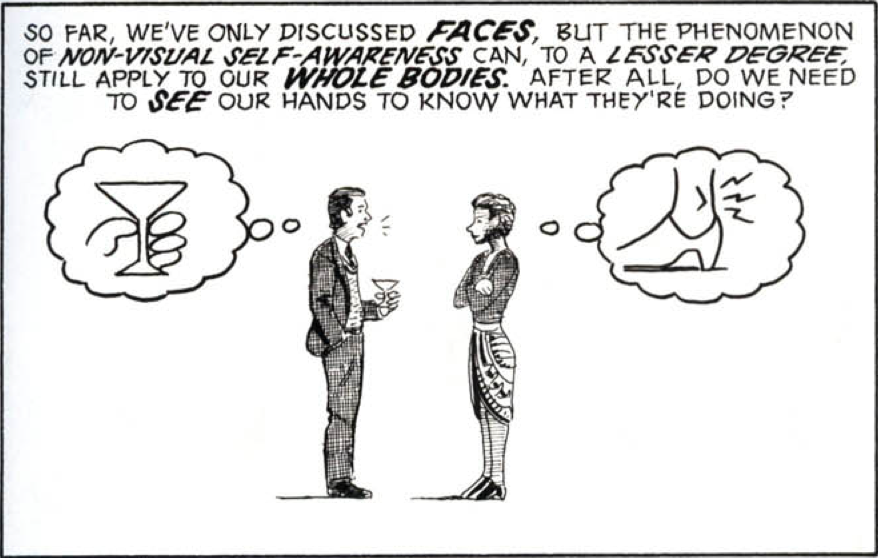 SO FAR, WE'VE ONLY DISCUSSED FACES, BUT THE PHENOMENON
OF NON-VISUAL SELF-AWARENESS CAN, TO A LESSER DEGREE,
STILL APPLY TO OUR WHOLE BODIES. AFTER ALL, DO WE NEED
TO SEE OUR HANDS TO KNOW WHAT THEY'RE DOING?